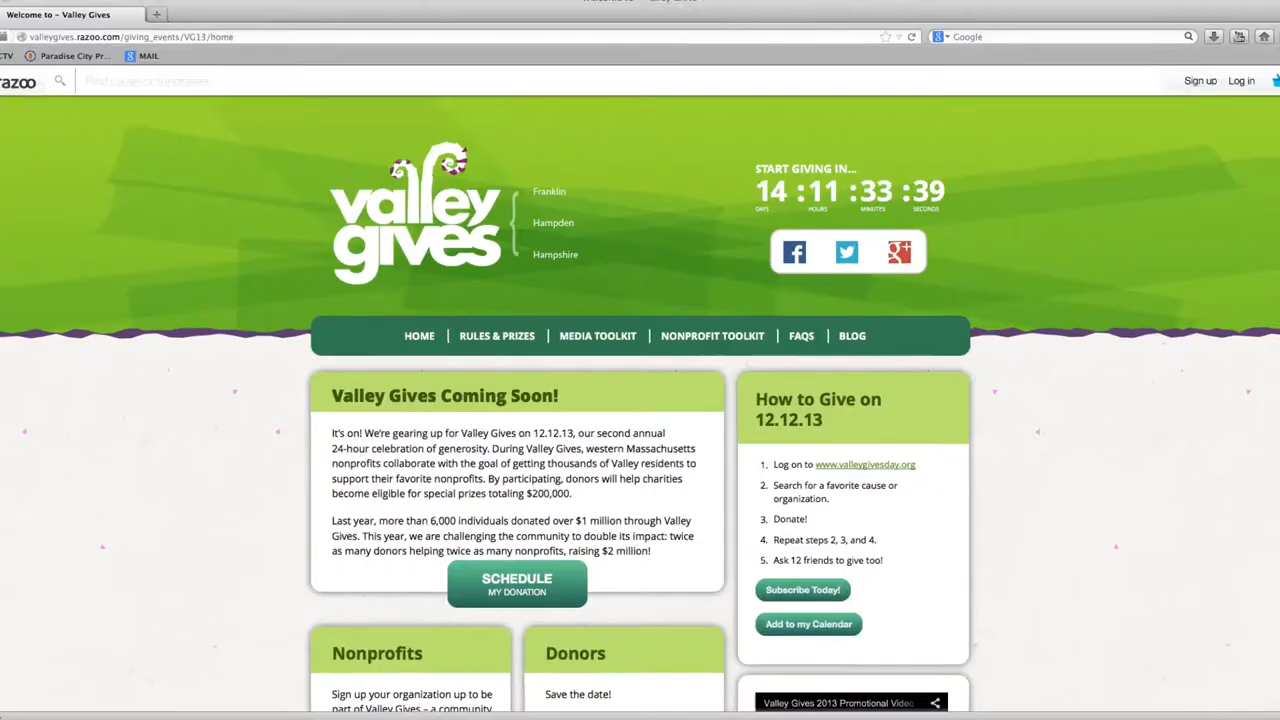 Welcome to – Valley Gives
valleygives.razoo.com/giving_events/VG13/home
Google
CTV
Paradise City Pr...
MAIL
razoo
Sign up
Log in
valley
gives
Franklin
Hampden
Hampshire
START GIVING IN...
14 :11 :33 :39
DAYS HOURS MINUTES SECONDS
HOME
RULES & PRIZES
MEDIA TOOLKIT
NONPROFIT TOOLKIT
FAQS
BLOG
Valley Gives Coming Soon!
It's on! We're gearing up for Valley Gives on 12.12.13, our second annual
24-hour celebration of generosity. During Valley Gives, western Massachusetts
nonprofits collaborate with the goal of getting thousands of Valley residents to
support their favorite nonprofits. By participating, donors will help charities
become eligible for special prizes totaling $200,000.
Last year, more than 6,000 individuals donated over $1 million through Valley
Gives. This year, we are challenging the community to double its impact: twice
as many donors helping twice as many nonprofits, raising $2 million!
SCHEDULE
MY DONATION
How to Give on
12.12.13
1. Log on to www.valleygivesday.org
2. Search for a favorite cause or
organization.
3. Donate!
4. Repeat steps 2, 3, and 4.
5. Ask 12 friends to give too!
Subscribe Today!
Add to my Calendar
Nonprofits
Sign up your organization up to be
part of Valley Gives – a community
Donors
Save the date!
Valley Gives 2013 Promotional Video